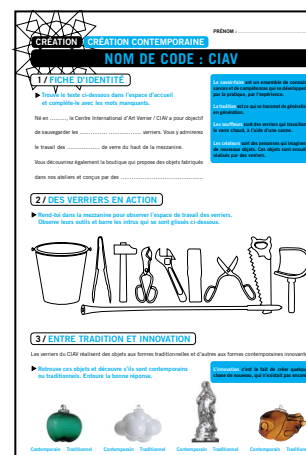 PRÉNOM :
CRÉATION / CRÉATION CONTEMPORAINE
NOM DE CODE : CIAV
1 / FICHE D'IDENTITÉ
Trouve le texte ci-dessous dans l'espace d'accueil
et complète-le avec les mots manquants.
Né en .........., le Centre International d'Art Verrier / CIAV a pour objectif
de sauvegarder les ............. .................. verriers. Vous y admirerez
le travail des ................... de verre du haut de la mezzanine.
Vous découvrirez également la boutique qui propose des objets fabriqués
dans nos ateliers et conçus par des ..............................
Le savoir-faire est un ensemble de connais
sances et de compétences qui se développent
par la pratique, par l'expérience.
La tradition est ce qui se transmet de génération
en génération.
Les souffleurs sont des verriers qui travaillent
le verre chaud, à l'aide d'une canne.
Les créateurs sont des personnes qui imaginent
de nouveaux objets. Ces objets sont ensuite
réalisés par des verriers.
2 / DES VERRIERS EN ACTION
Rend-toi dans la mezzanine pour observer l'espace de travail des verriers.
Observe leurs outils et barre les intrus qui se sont glissés ci-dessous.
3 / ENTRE TRADITION ET INNOVATION
Les verriers du CIAV réalisent des objets aux formes traditionnelles et d'autres aux formes contemporaines innovantes
Retrouve ces objets et découvre s'ils sont contemporains
ou traditionnels. Entoure la bonne réponse.
L'innovation c'est le fait de créer quelque
chose de nouveau, qui n'existait pas encore
Contemporain Traditionnel Contemporain Traditionnel Contemporain Traditionnel Contemporain Traditionnel